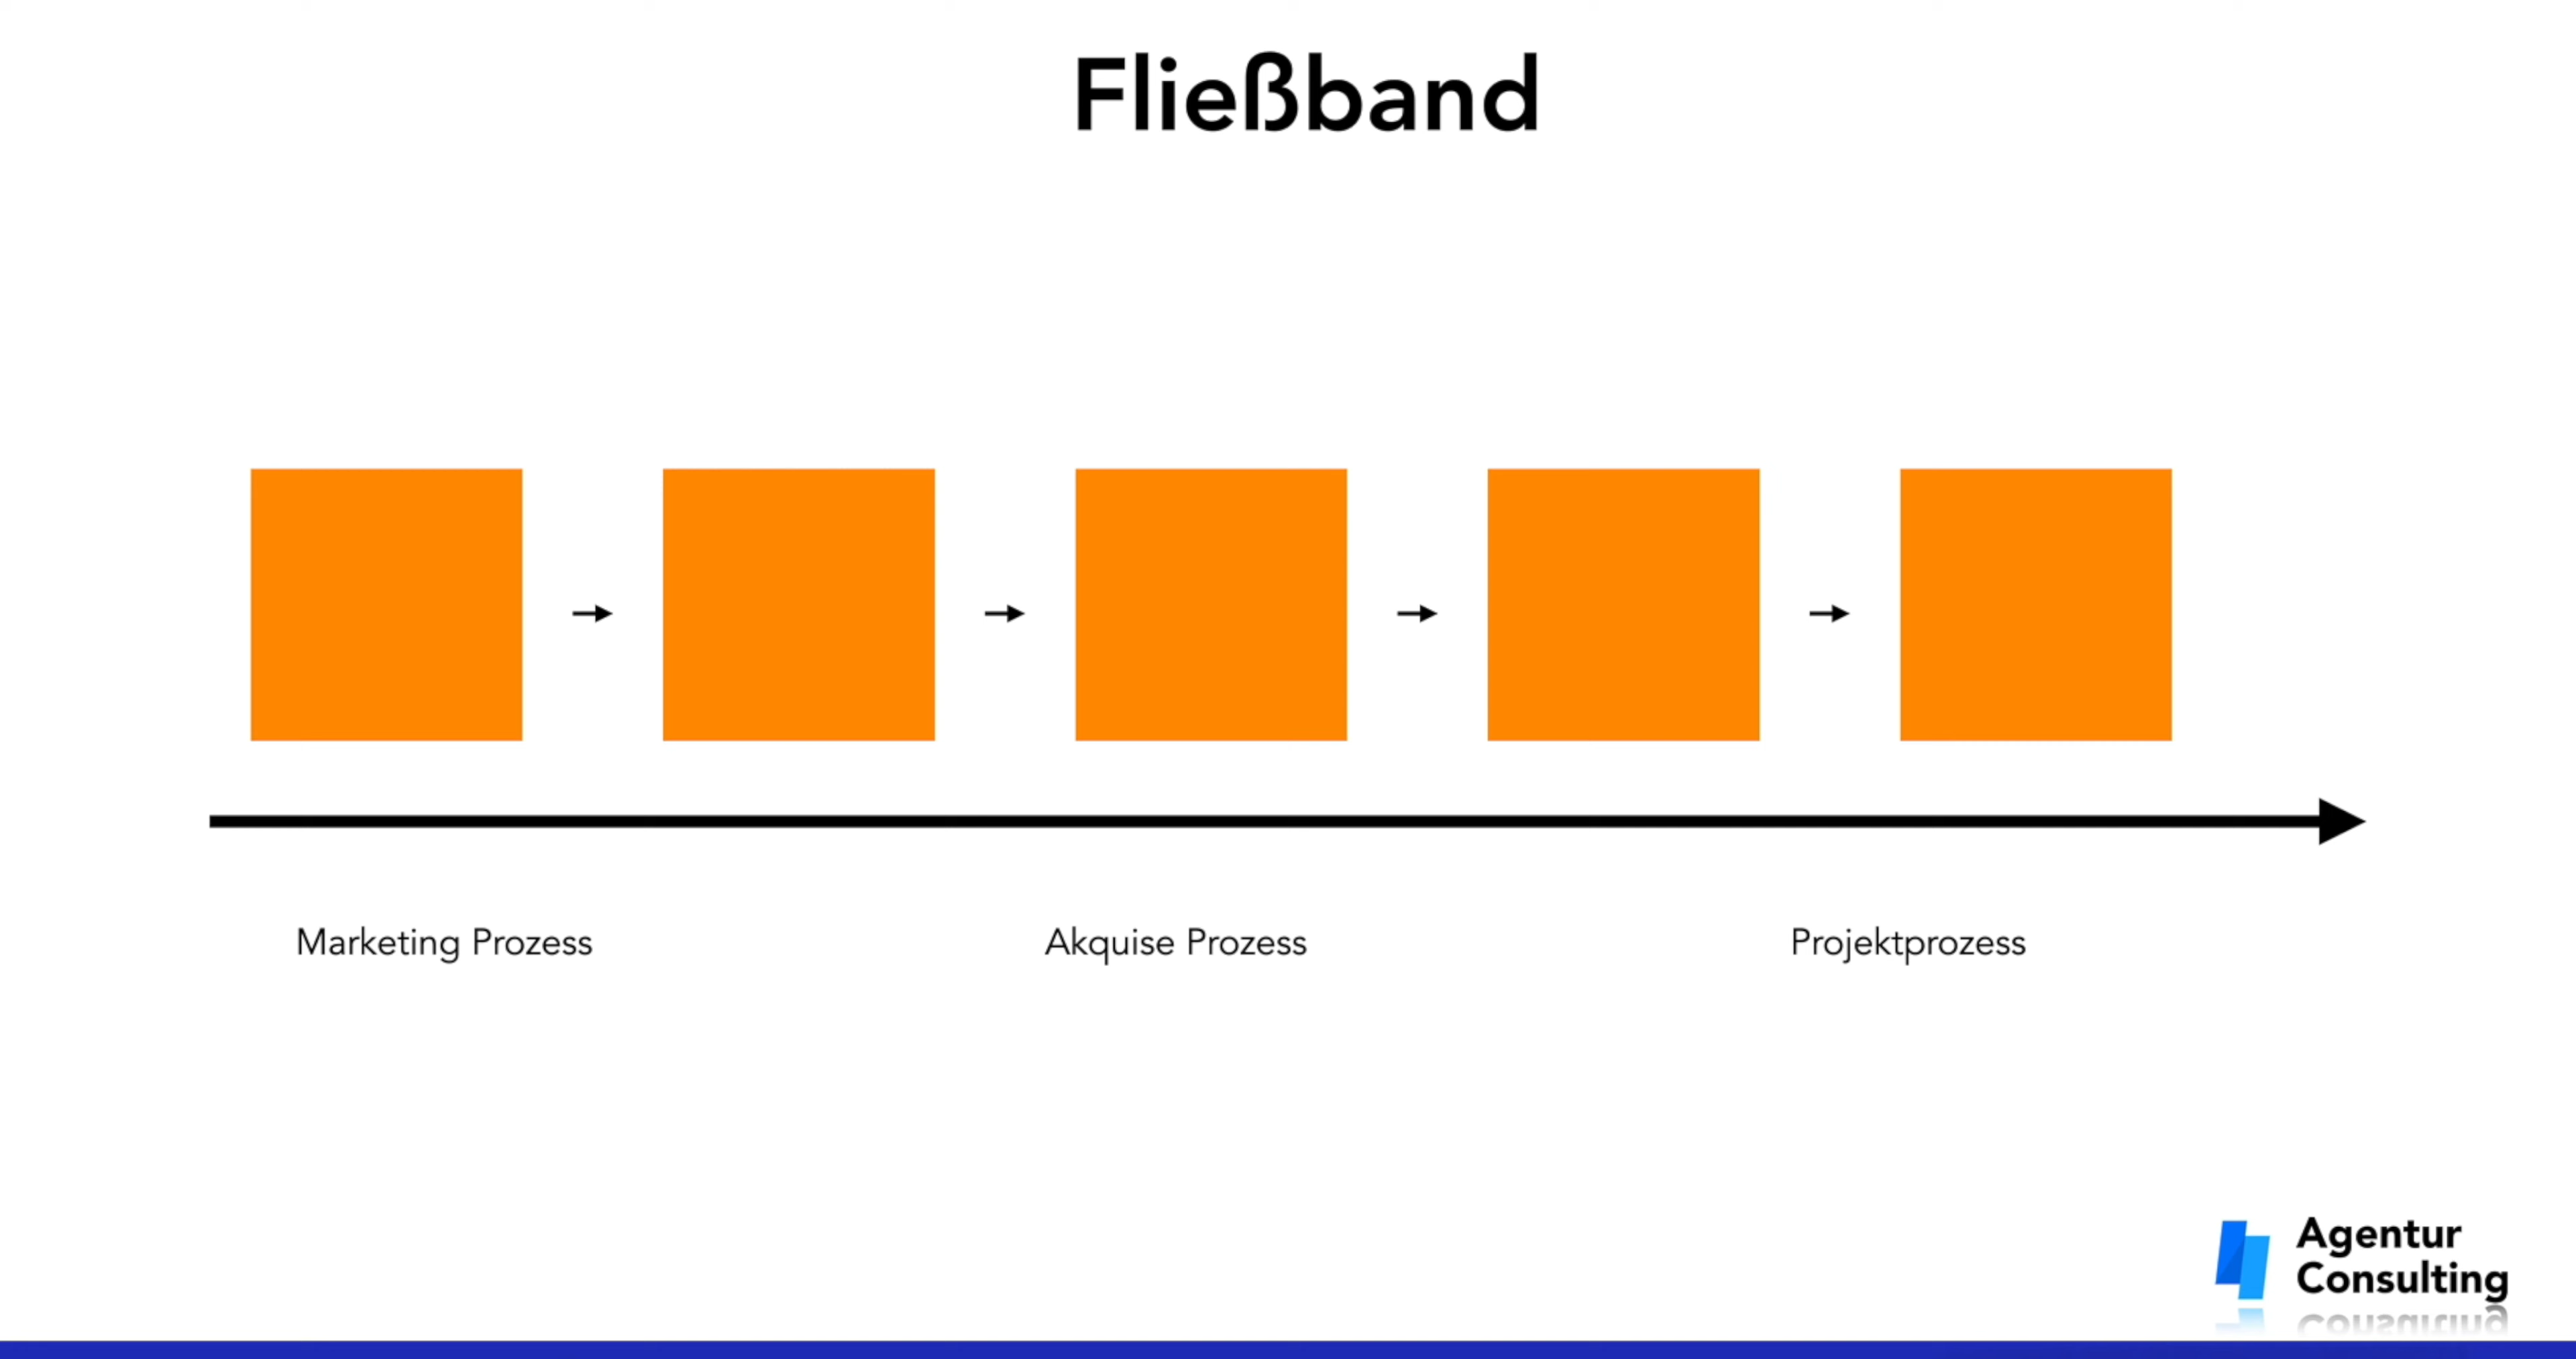 Fließband
Marketing Prozess
Akquise Prozess
Projektprozess
Agentur
Consulting